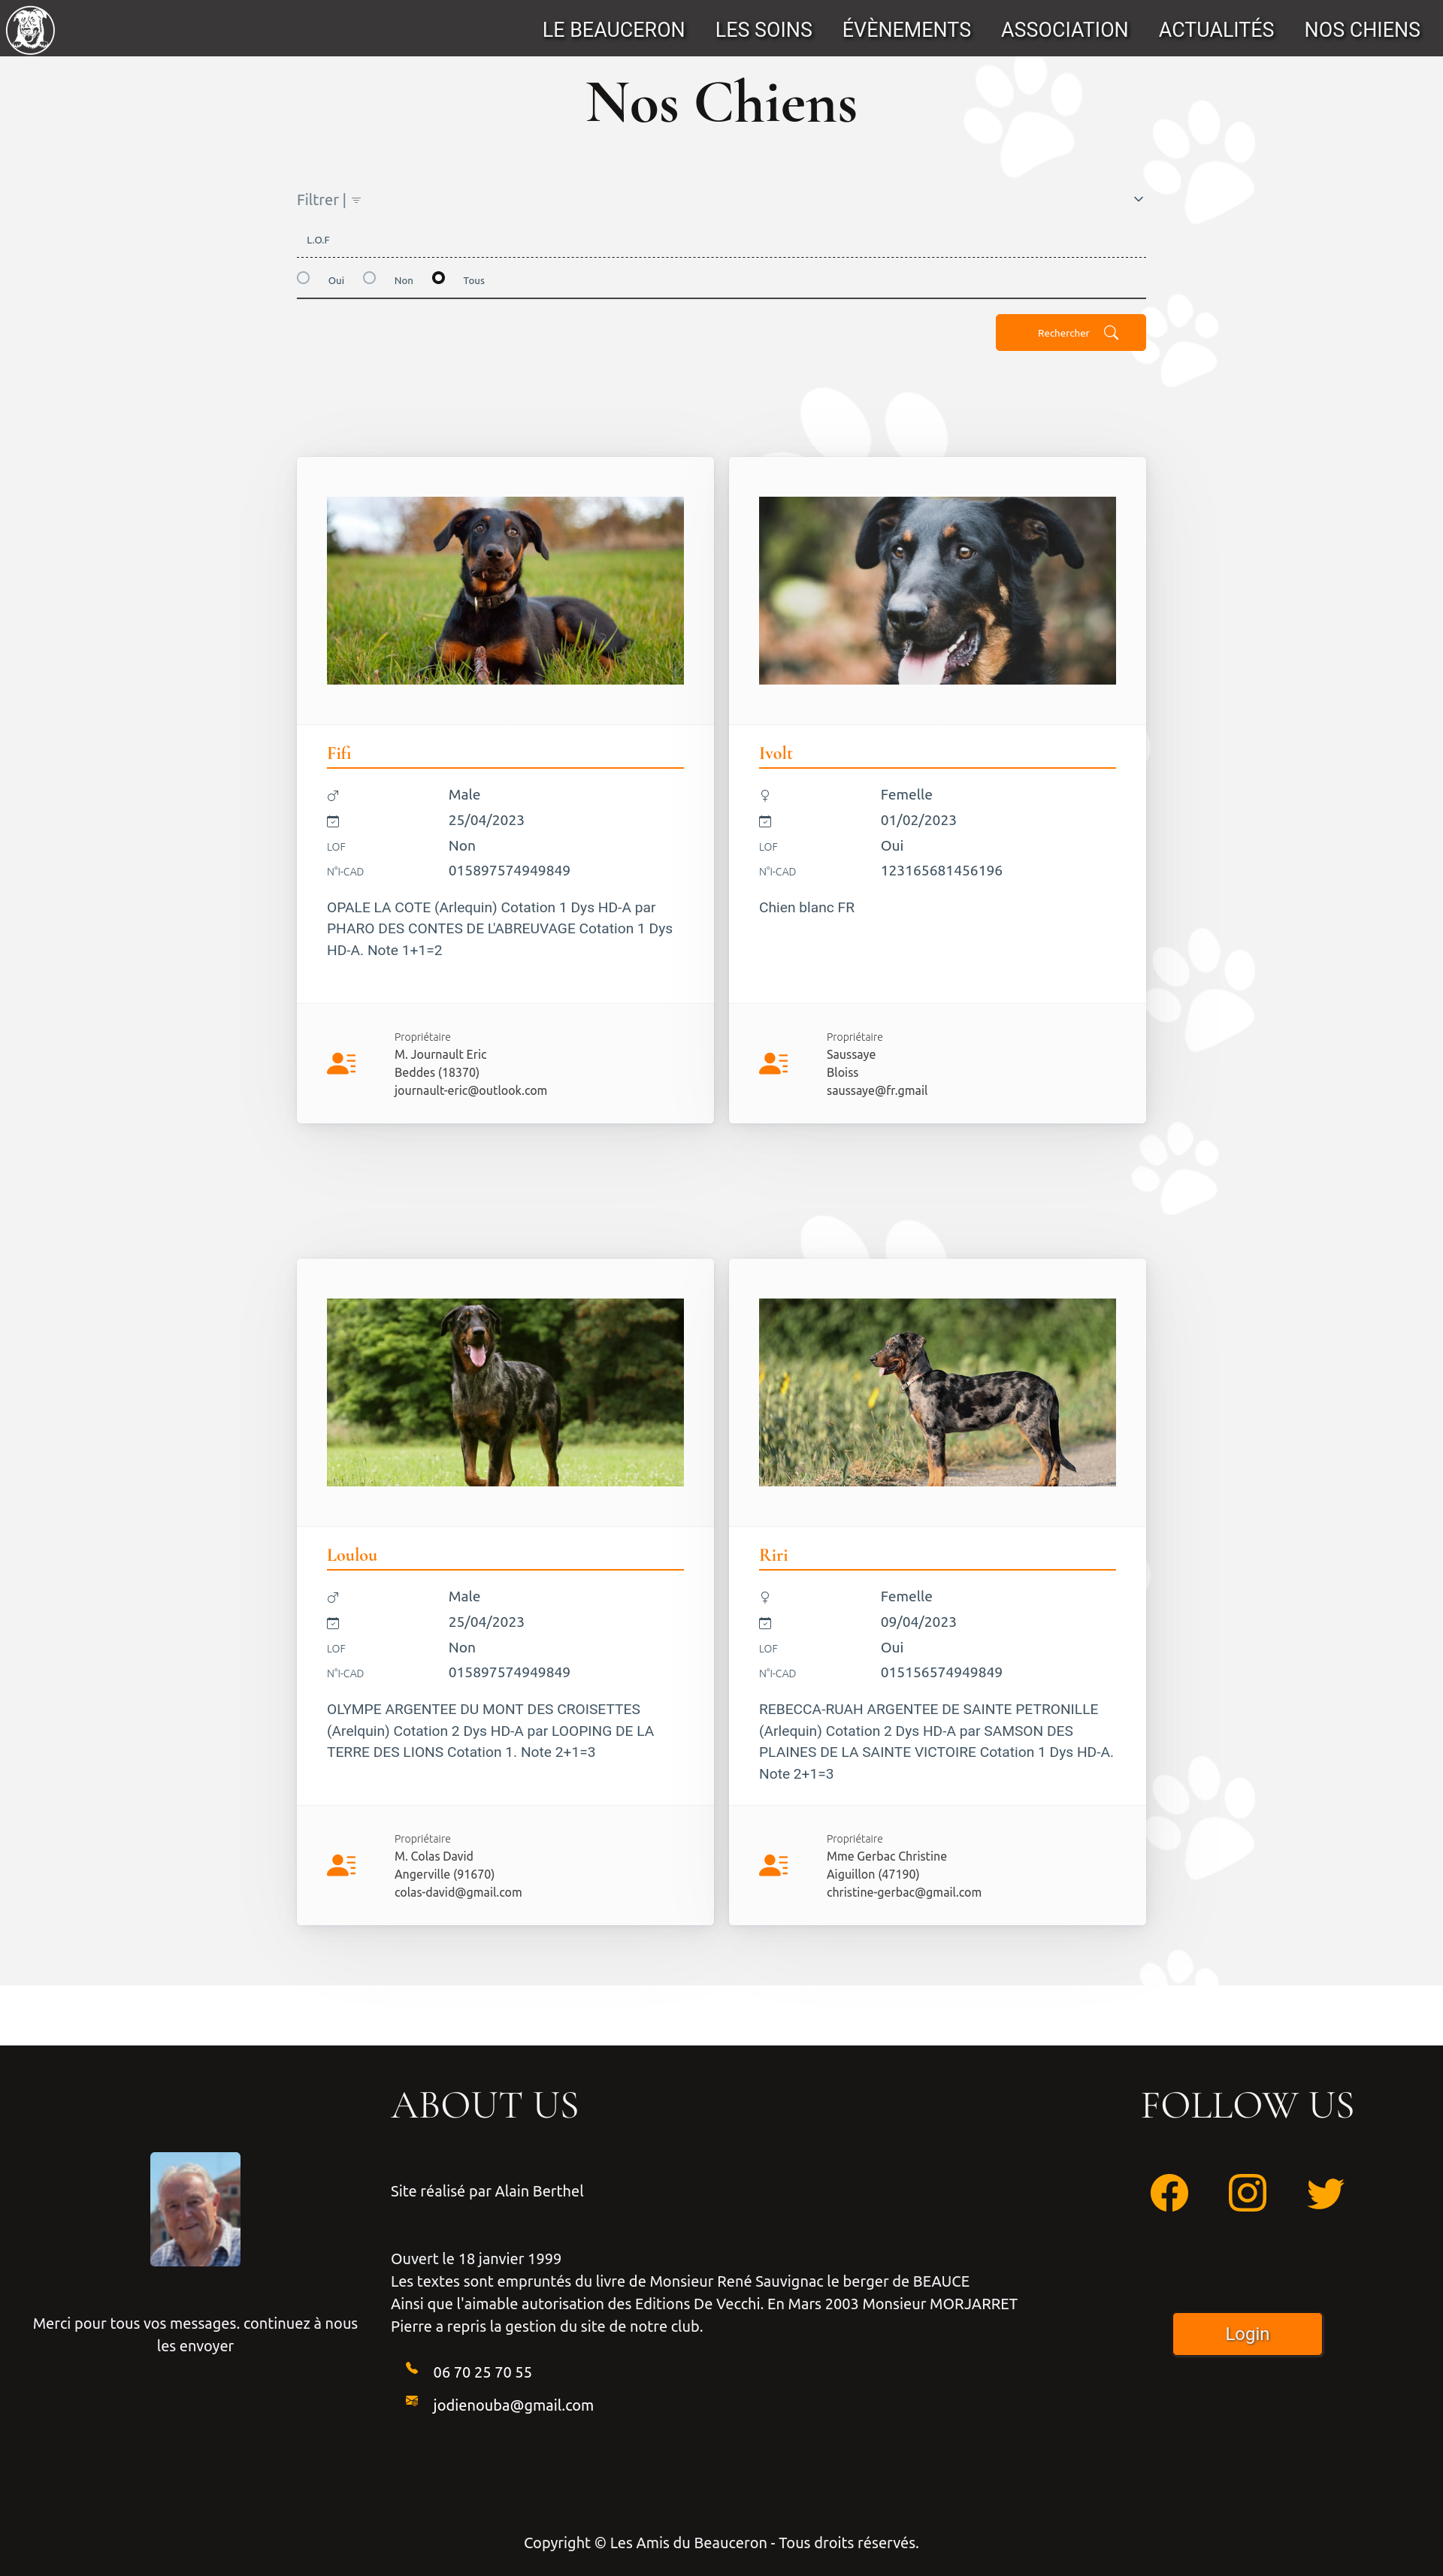 LE BEAUCERON LES SOINS ÉVÈNEMENTS ASSOCIATION ACTUALITÉS NOS CHIENS
Nos Chiens
Filtrer |
L.O.F
Oui Non Tous
Rechercher
Fifi
Male
25/04/2023
LOF Non
N°I-CAD 015897574949849
OPALE LA COTE (Arlequin) Cotation 1 Dys HD-A par
PHARO DES CONTES DE L'ABREUVAGE Cotation 1 Dys
HD-A. Note 1+1=2
Propriétaire
M. Journault Eric
Beddes (18370)
journault-eric@outlook.com
Ivolt
Femelle
01/02/2023
LOF Oui
N°I-CAD 123165681456196
Chien blanc FR
Propriétaire
Saussaye
Bloiss
saussaye@fr.gmail
Loulou
Male
25/04/2023
LOF Non
N°I-CAD 015897574949849
OLYMPE ARGENTEE DU MONT DES CROISETTES
(Arelquin) Cotation 2 Dys HD-A par LOOPING DE LA
TERRE DES LIONS Cotation 1. Note 2+1=3
Propriétaire
M. Colas David
Angerville (91670)
colas-david@gmail.com
Riri
Femelle
09/04/2023
LOF Oui
N°I-CAD 015156574949849
REBECCA-RUAH ARGENTEE DE SAINTE PETRONILLE
(Arlequin) Cotation 2 Dys HD-A par SAMSON DES
PLAINES DE LA SAINTE VICTOIRE Cotation 1 Dys HD-A.
Note 2+1=3
Propriétaire
Mme Gerbac Christine
Aiguillon (47190)
christine-gerbac@gmail.com
Merci pour tous vos messages. continuez à nous
les envoyer
ABOUT US
Site réalisé par Alain Berthel
Ouvert le 18 janvier 1999
Les textes sont empruntés du livre de Monsieur René Sauvignac le berger de BEAUCE
Ainsi que l'aimable autorisation des Editions De Vecchi. En Mars 2003 Monsieur MORJARRET
Pierre a repris la gestion du site de notre club.
06 70 25 70 55
jodienouba@gmail.com
FOLLOW US
Login
Copyright © Les Amis du Beauceron - Tous droits réservés.